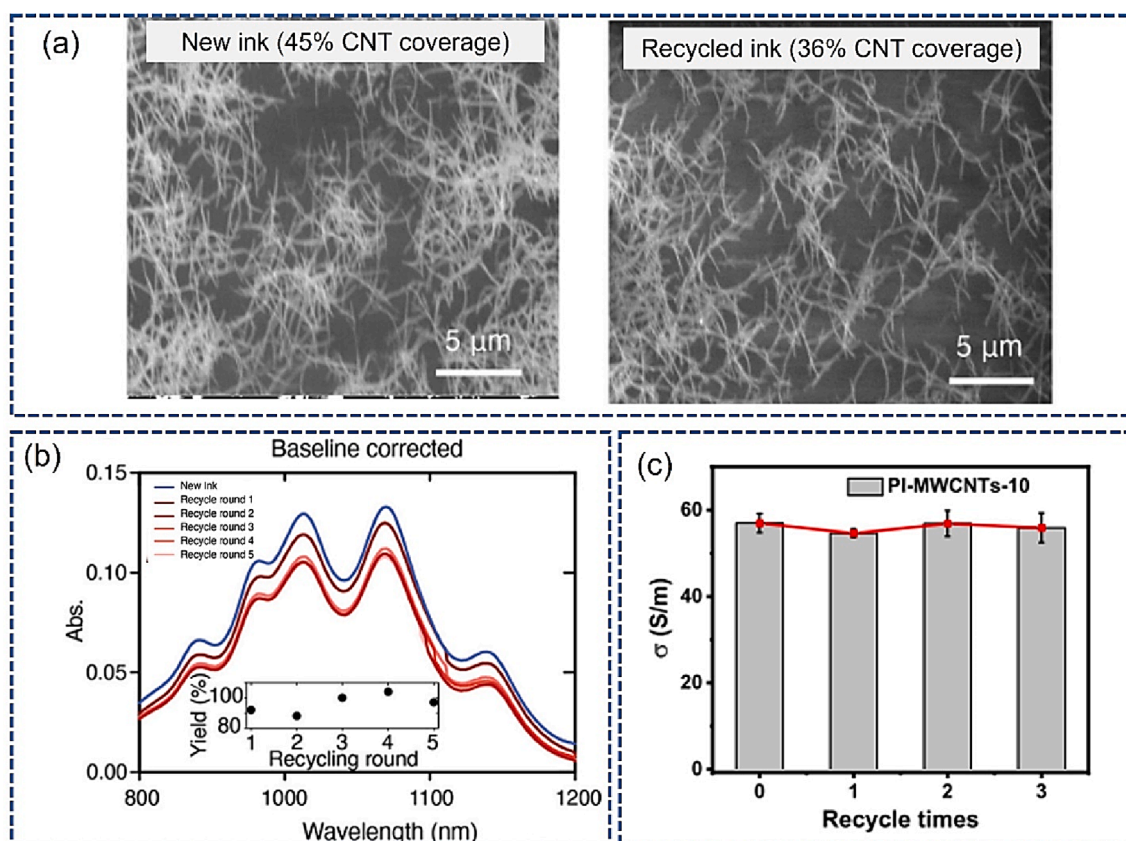 (a)
New ink (45% CNT coverage)
Recycled ink (36% CNT coverage)
5 μm
5 μm
(b)
Baseline corrected
0.15
0.10
0.05
0.00
Abs.
New Ink
Recycle round 1
Recycle round 2
Recycle round 3
Recycle round 4
Recycle round 5
Yield (%)
100
80
1 2 3 4 5
Recycling round
800 1000 1100 1200
Wavelength (nm)
(c)
PI-MWCNTs-10
60
40
20
0
σ (S/m)
0 1 2 3
Recycle times